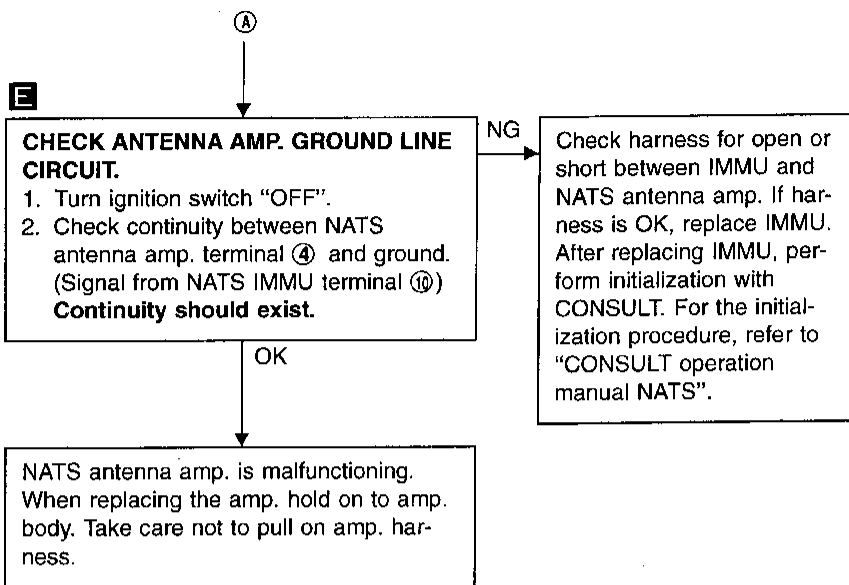 Ⓐ
E
CHECK ANTENNA AMP. GROUND LINE
CIRCUIT.
1. Turn ignition switch “OFF”.
2. Check continuity between NATS
antenna amp. terminal ④ and ground.
(Signal from NATS IMMU terminal ⑩)
Continuity should exist.
NG
Check harness for open or
short between IMMU and
NATS antenna amp. If har-
ness is OK, replace IMMU.
After replacing IMMU, per-
form initialization with
CONSULT. For the initial-
ization procedure, refer to
“CONSULT operation
manual NATS”.
OK
NATS antenna amp. is malfunctioning.
When replacing the amp. hold on to amp.
body. Take care not to pull on amp. har-
ness.